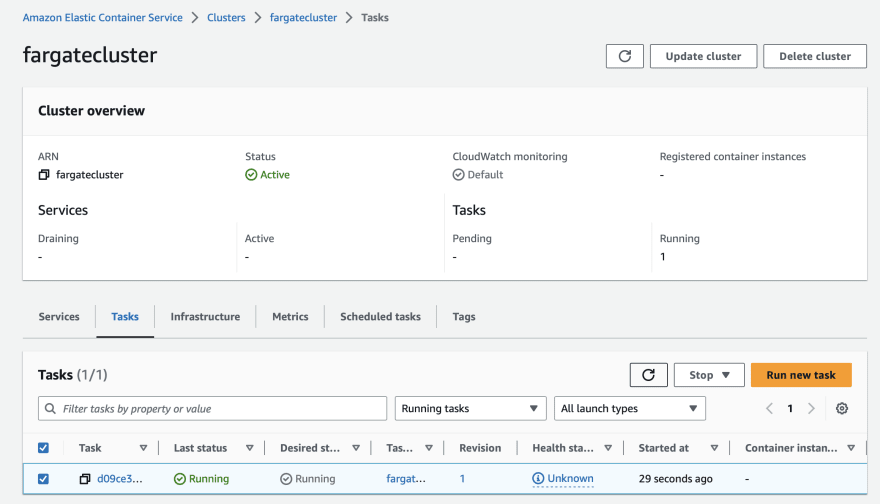 Amazon Elastic Container Service > Clusters > fargatecluster > Tasks
fargatecluster
Update cluster
Delete cluster
Cluster overview
ARN
Status
CloudWatch monitoring
Registered container instances
fargatecluster
Active
Default
-
Services
Tasks
Draining
Active
Pending
Running
-
-
-
1
Services
Tasks
Infrastructure
Metrics
Scheduled tasks
Tags
Tasks (1/1)
Stop
Run new task
Filter tasks by property or value
Running tasks
All launch types
1
Task
Last status
Desired st...
Tas...
Revision
Health sta...
Started at
Container instan...
d09ce3...
Running
Running
fargat...
1
Unknown
29 seconds ago
-